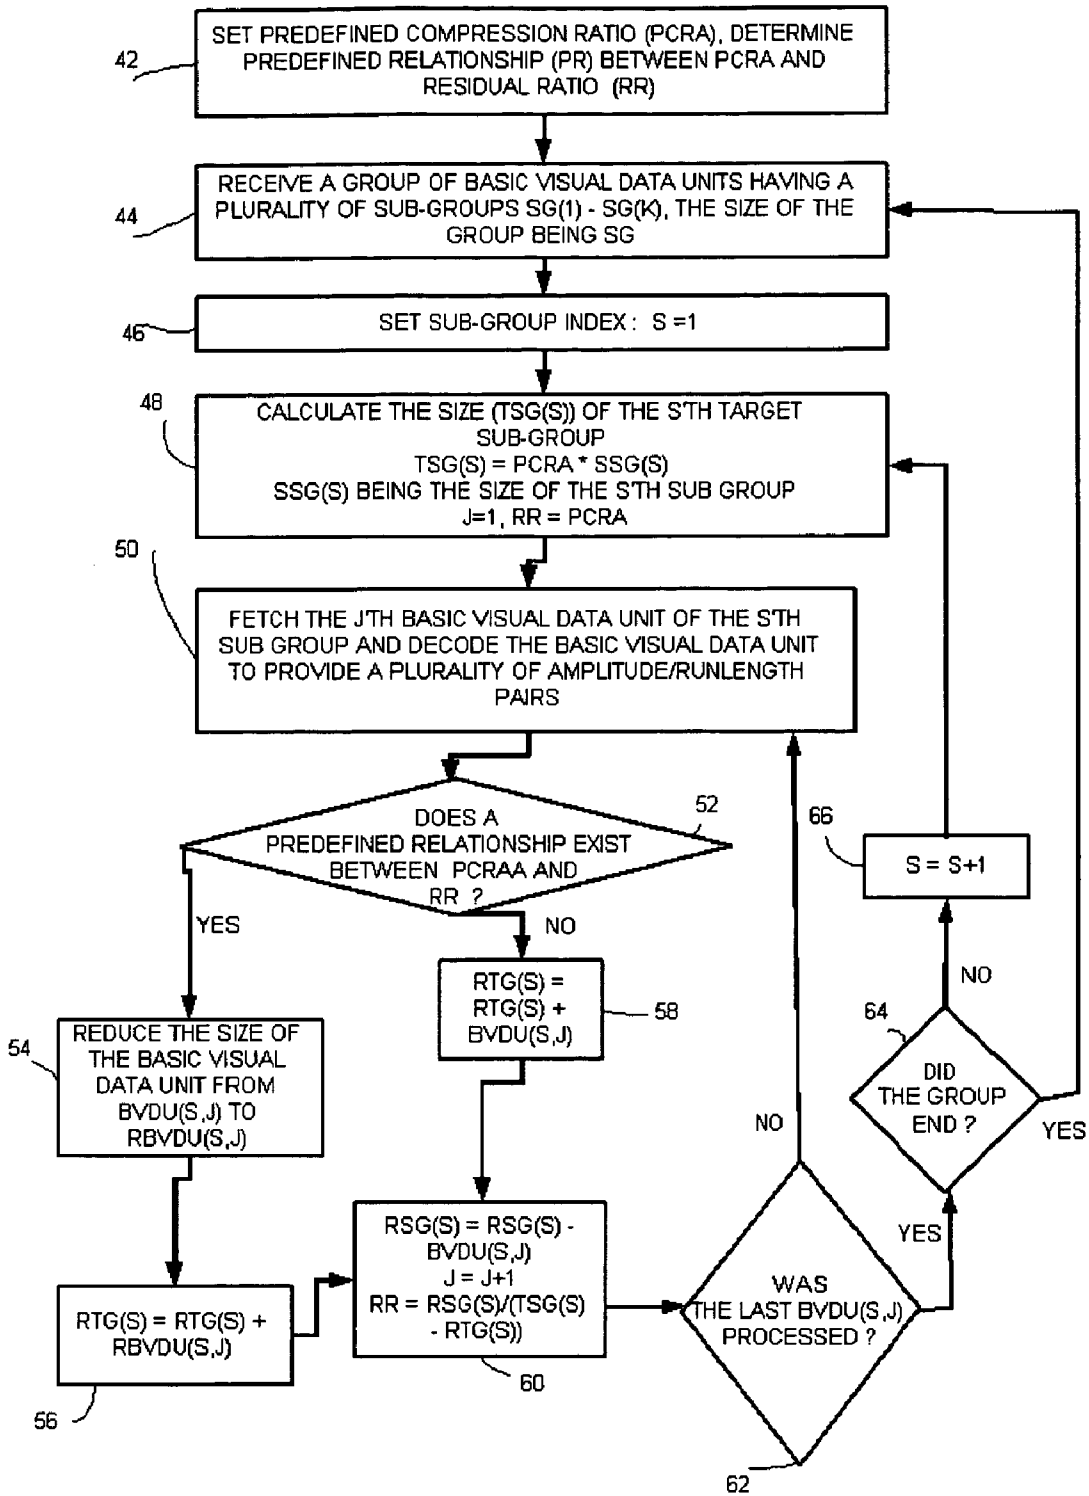 SET PREDEFINED COMPRESSION RATIO (PCRA), DETERMINE
PREDEFINED RELATIONSHIP (PR) BETWEEN PCRA AND
RESIDUAL RATIO (RR)
42
RECEIVE A GROUP OF BASIC VISUAL DATA UNITS HAVING A
PLURALITY OF SUB-GROUPS SG(1) - SG(K), THE SIZE OF THE
GROUP BEING SG
44
SET SUB-GROUP INDEX: S =1
46
CALCULATE THE SIZE (TSG(S)) OF THE S'TH TARGET
SUB-GROUP
TSG(S) = PCRA * SSG(S)
SSG(S) BEING THE SIZE OF THE S'TH SUB GROUP
J=1, RR = PCRA
48
50
FETCH THE J'TH BASIC VISUAL DATA UNIT OF THE S'TH
SUB GROUP AND DECODE THE BASIC VISUAL DATA UNIT
TO PROVIDE A PLURALITY OF AMPLITUDE/RUNLENGTH
PAIRS
DOES A
PREDEFINED RELATIONSHIP EXIST
BETWEEN PCRAA AND
RR ?
52
YES
NO
66
S = S+1
NO
RTG(S) =
RTG(S) +
BVDU(S,J)
58
54
REDUCE THE SIZE OF
THE BASIC VISUAL
DATA UNIT FROM
BVDU(S,J) TO
RBVDU(S,J)
64
DID
THE GROUP
END ?
YES
NO
YES
RSG(S) = RSG(S) -
BVDU(S,J)
J = J+1
RR = RSG(S)/(TSG(S)
- RTG(S))
60
RTG(S) = RTG(S) +
RBVDU(S,J)
56
WAS
THE LAST BVDU(S,J)
PROCESSED ?
62